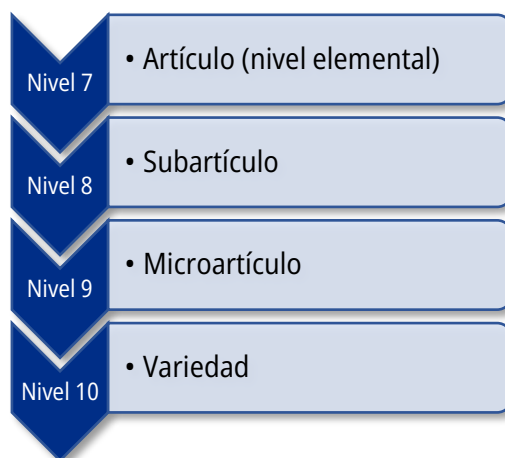 Nivel 7
• Artículo (nivel elemental)
Nivel 8
• Subartículo
Nivel 9
• Microartículo
Nivel 10
• Variedad